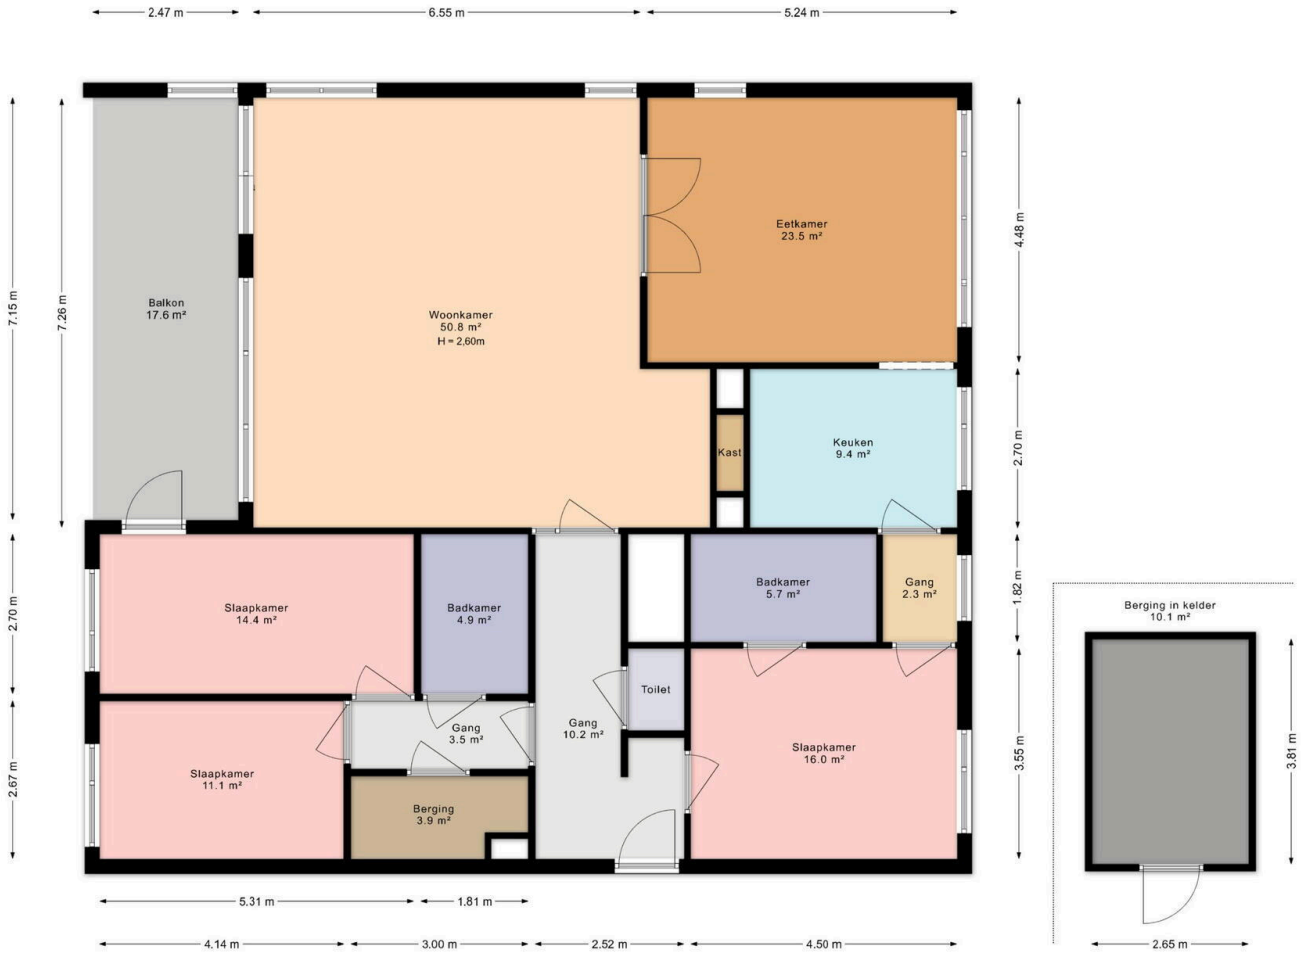 2.47 m
6.55 m
5.24 m
7.15 m
7.26 m
4.48 m
Balkon
17.6 m²
Woonkamer
50.8 m²
H = 2,60m
Eetkamer
23.5 m²
Kast
Keuken
9.4 m²
2.70 m
2.70 m
Slaapkamer
14.4 m²
Badkamer
4.9 m²
Badkamer
5.7 m²
Gang
2.3 m²
1.82 m
Toilet
Gang
3.5 m²
Gang
10.2 m²
2.67 m
Slaapkamer
11.1 m²
Berging
3.9 m²
Slaapkamer
16.0 m²
3.55 m
Berging in kelder
10.1 m²
3.81 m
5.31 m
1.81 m
4.14 m
3.00 m
2.52 m
4.50 m
2.65 m